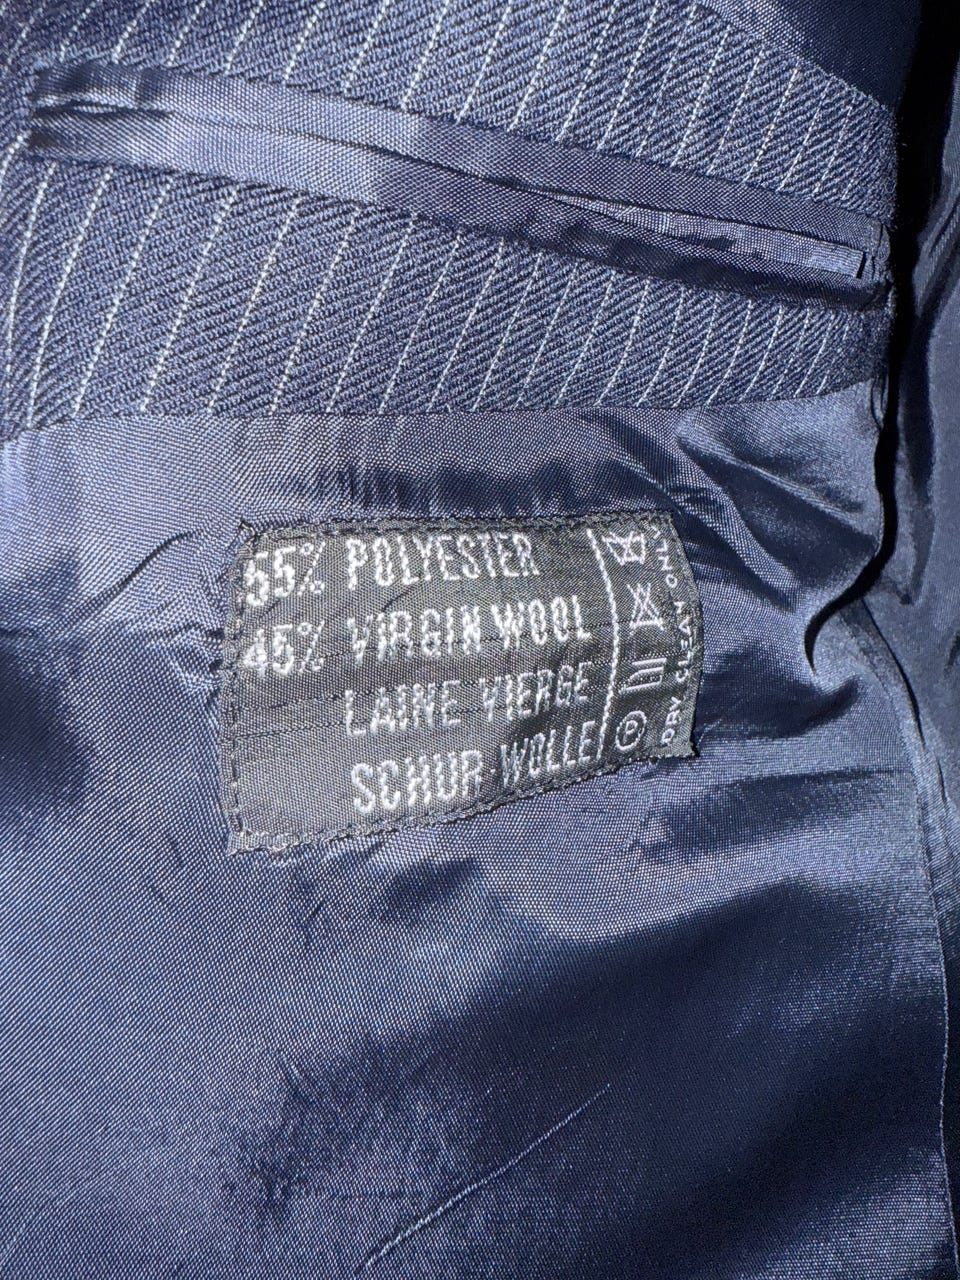 55% POLYESTER
45% VIRGIN WOOL
LAINE VIERGE
SCHUR-WOLLE
P
DRY CLEAN ONLY